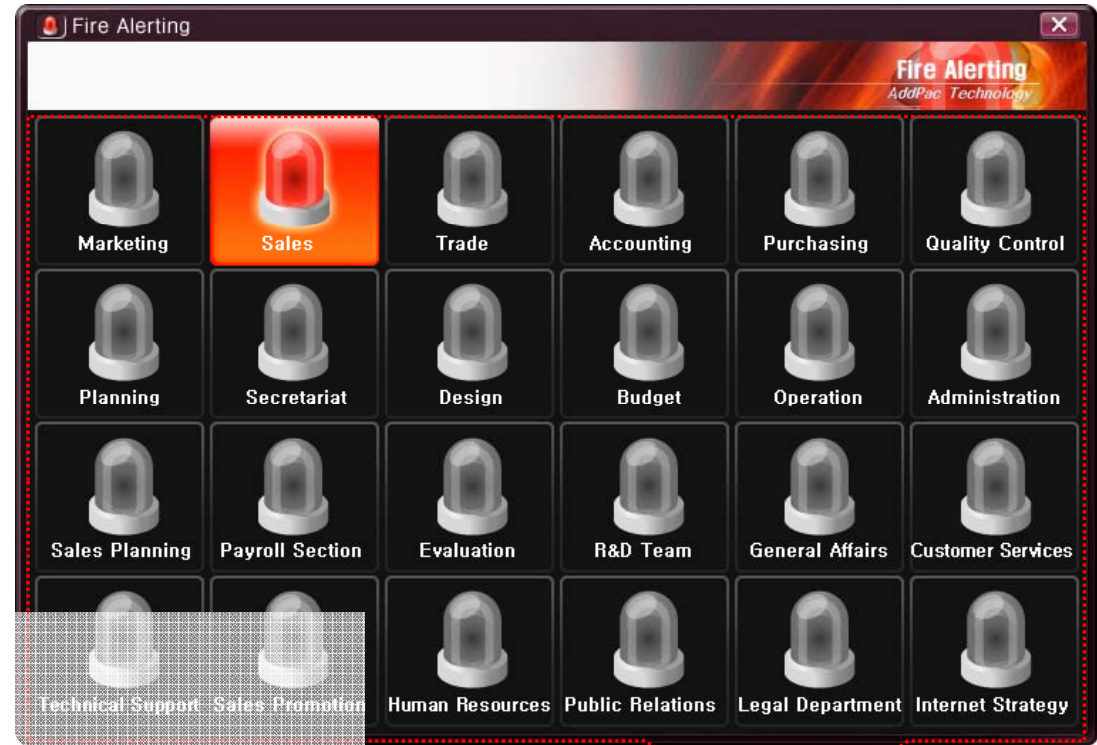 Fire Alerting
Fire Alerting
AddPac Technology
Marketing Sales Trade Accounting Purchasing Quality Control
Planning Secretariat Design Budget Operation Administration
Sales Planning Payroll Section Evaluation R&D Team General Affairs Customer Services
Technical Support Sales Promotion Human Resources Public Relations Legal Department Internet Strategy